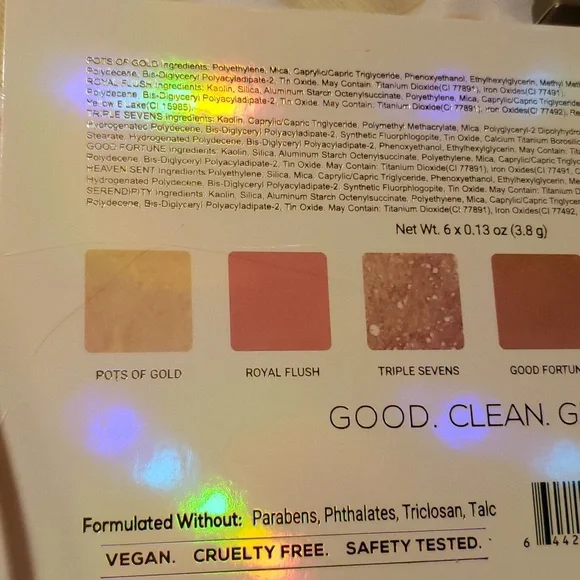 POTS OF GOLD Ingredients: Polyethylene, Mica, Caprylic/Capric Triglyceride, Phenoxyethanol, Ethylhexylglycerin, Methyl
Polydecene, Bis-Diglyceryl Polyacyladipate-2, Tin Oxide. May Contain: Titanium Dioxide(CI 77891), Iron Oxides(CI 77491,
ROYAL FLUSH Ingredients: Kaolin, Silica, Aluminum Starch Octenylsuccinate, Polyethylene, Mica, Caprylic/Capric
Polydecene, Bis-Diglyceryl Polyacyladipate-2, Tin Oxide. May Contain: Titanium Dioxide(CI 77891), Iron Oxides(CI 77492,
Yellow 6 Lake(CI 15985).
TRIPLE SEVENS Ingredients: Kaolin, Caprylic/Capric Triglyceride, Polymethyl Methacrylate, Mica, Polyglyceryl-2
Hydrogenated Polydecene, Bis-Diglyceryl Polyacyladipate-2, Synthetic Fluorphlogopite, Tin Oxide, Calcium Titanium
Stearate, Hydrogenated Polydecene, Bis-Diglyceryl Polyacyladipate-2, Phenoxyethanol, Ethylhexylglycerin. May Contain:
GOOD FORTUNE Ingredients: Kaolin, Silica, Aluminum Starch Octenylsuccinate, Polyethylene, Mica, Caprylic/Capric
Polydecene, Bis-Diglyceryl Polyacyladipate-2, Tin Oxide. May Contain: Titanium Dioxide(CI 77891), Iron Oxides(CI 77491,
HEAVEN SENT Ingredients: Polyethylene, Silica, Mica, Caprylic/Capric Triglyceride, Phenoxyethanol, Ethylhexylglycerin,
Hydrogenated Polydecene, Bis-Diglyceryl Polyacyladipate-2, Synthetic Fluorphlogopite, Tin Oxide. May Contain: Titanium
SERENDIPITY Ingredients: Kaolin, Silica, Aluminum Starch Octenylsuccinate, Polyethylene, Mica, Caprylic/Capric
Polydecene, Bis-Diglyceryl Polyacyladipate-2, Tin Oxide. May Contain: Titanium Dioxide(CI 77891), Iron Oxides(CI 77492,
Net Wt. 6 x 0.13 oz (3.8 g)
POTS OF GOLD
ROYAL FLUSH
TRIPLE SEVENS
GOOD FORTUN
GOOD. CLEAN. G
Formulated Without: Parabens, Phthalates, Triclosan, Talc
VEGAN. CRUELTY FREE. SAFETY TESTED.
6 442